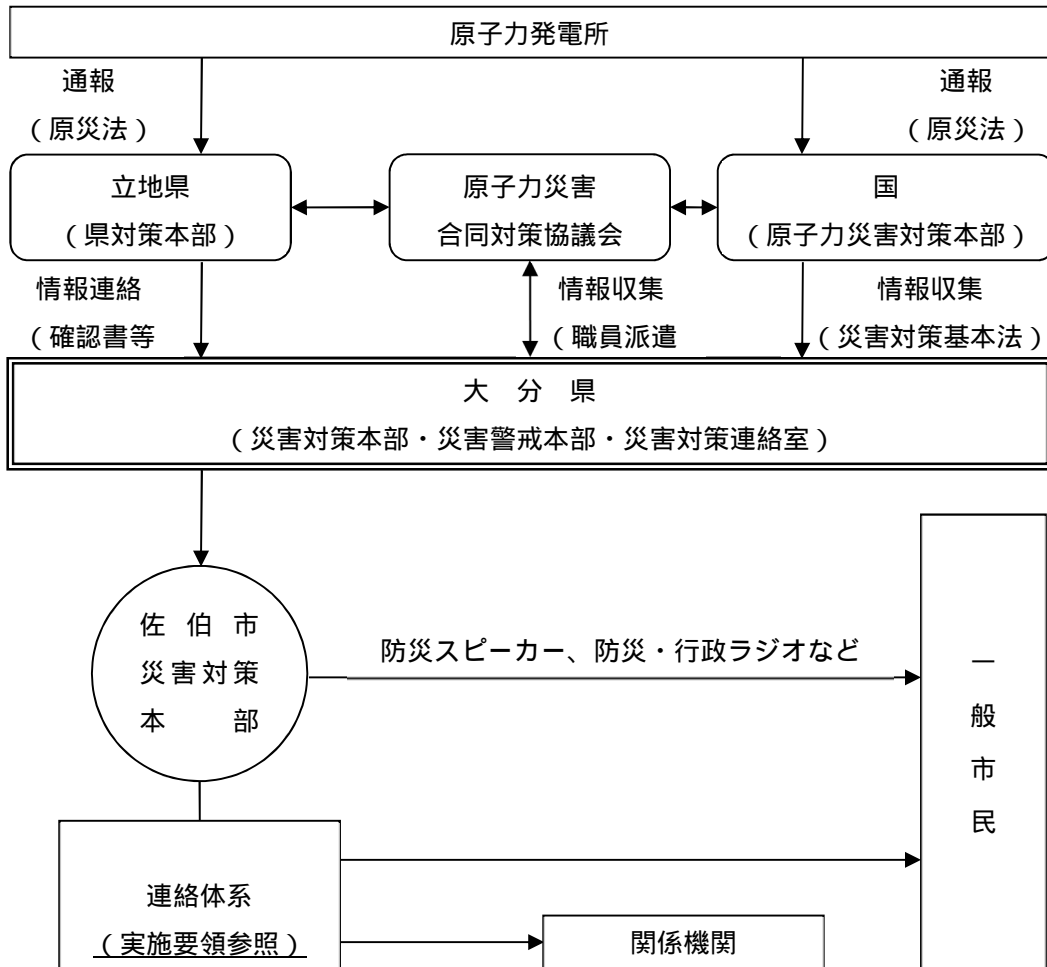 原子力発電所
通報
（原災法）
通報
（原災法）
立地県
（県対策本部）
原子力災害
合同対策協議会
国
（原子力災害対策本部）
情報連絡
（確認書等
情報収集
（職員派遣
情報収集
（災害対策基本法）
大　分　県
（災害対策本部・災害警戒本部・災害対策連絡室）
佐　伯　市
災害対策
本　　部
防災スピーカー、防災・行政ラジオなど
一般市民
連絡体系
（実施要領参照）
関係機関